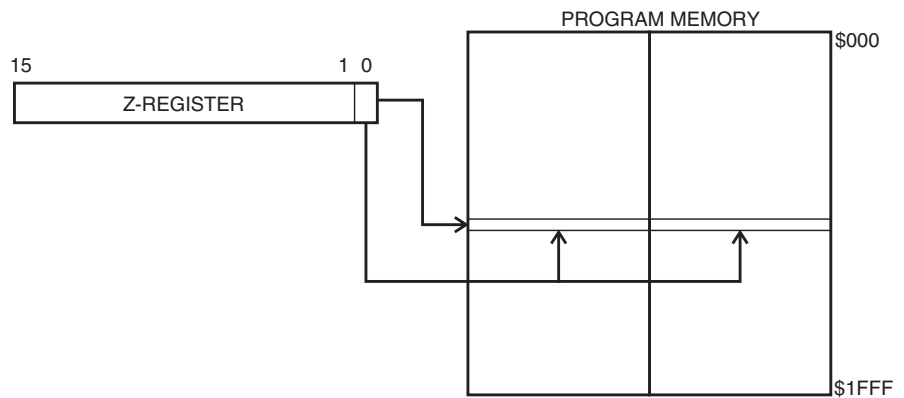 PROGRAM MEMORY
$000
15 1 0
Z-REGISTER
$1FFF